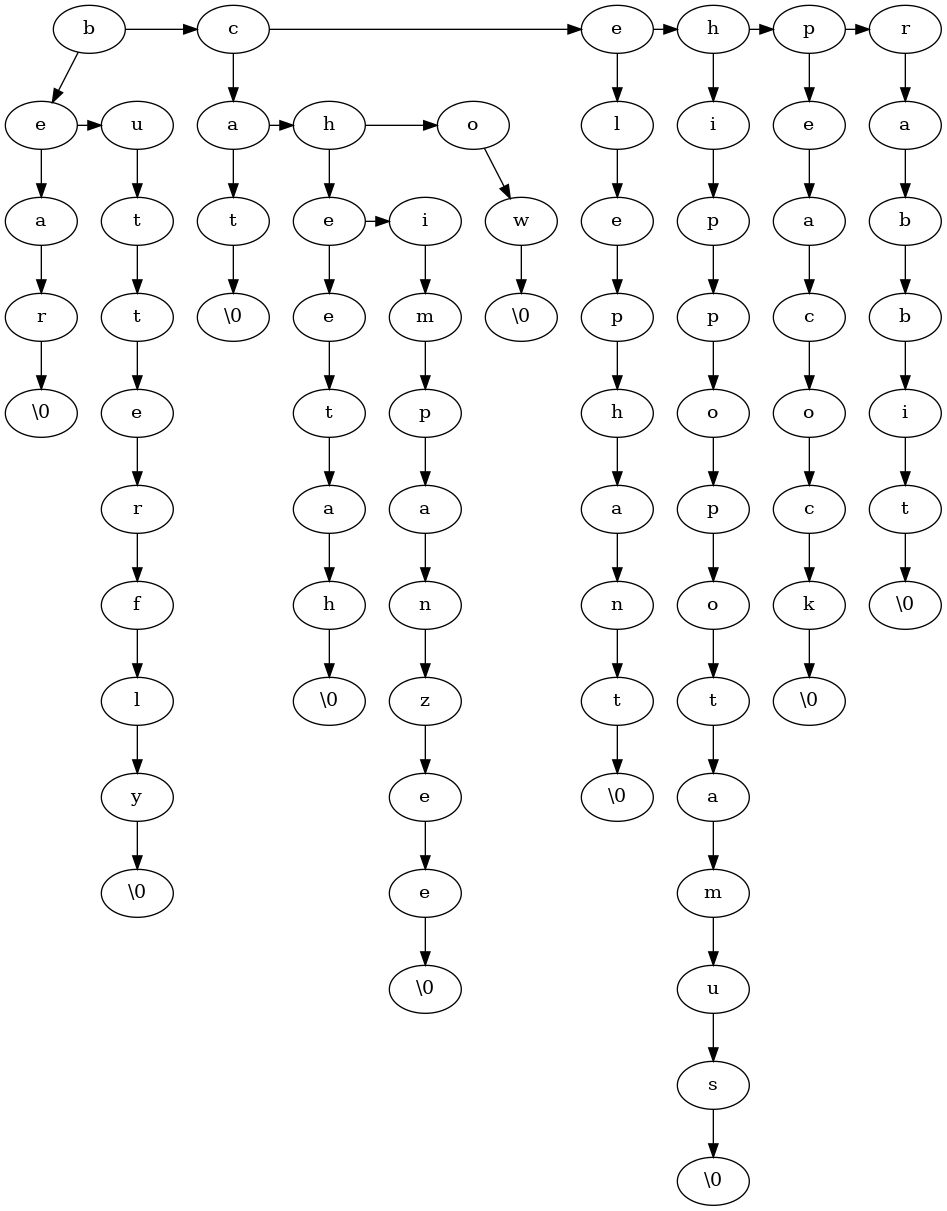 b c e h p r
e u a h o l i e a
a t t e i w e p a b
r t \0 e m \0 p p c b
\0 e t p h o o i
r a a a p c t
f h n n o k \0
l \0 z t t \0
y e \0 a
\0 e m
\0 u
s
\0